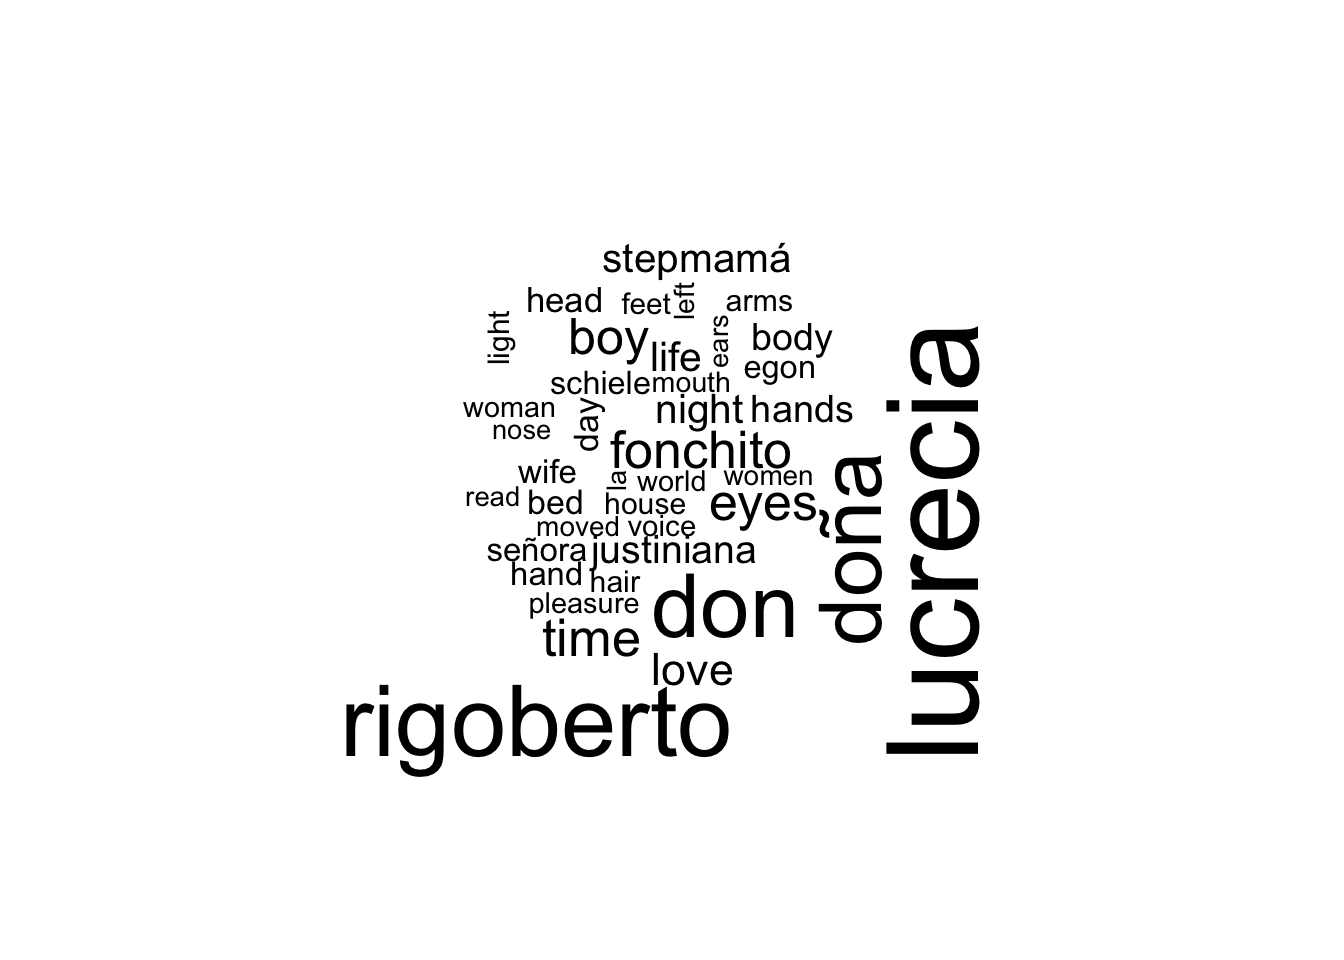 stepmamá
head feet left arms
light boy life ears body
egon
schiele mouth
woman day night hands
nose fonchito
wife la world women
read bed house eyes
moved voice
señora justiniana
hand hair
pleasure don doña lucrecia
time
love
rigoberto